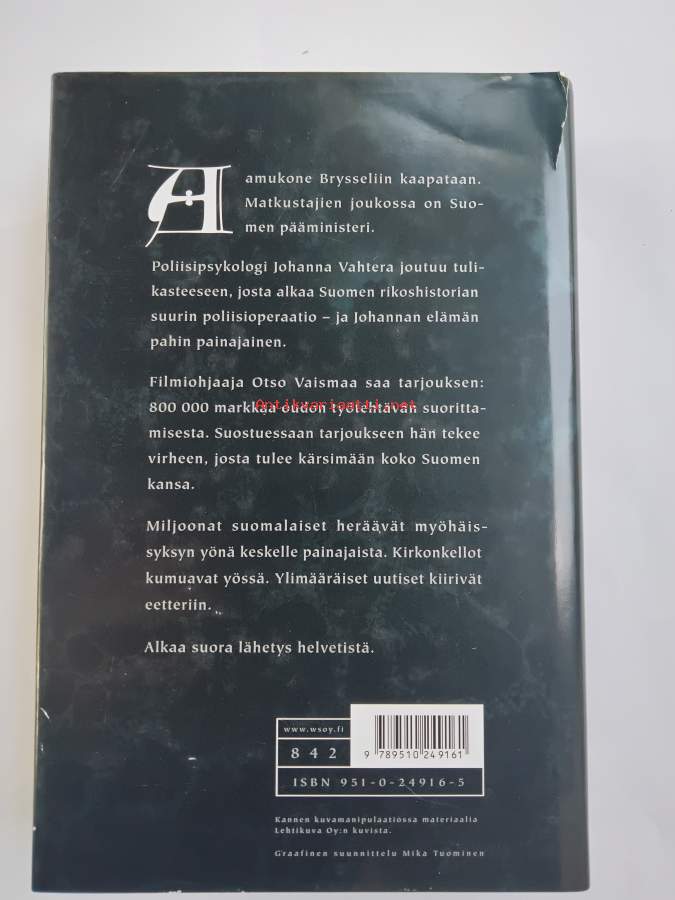 Aamukone Brysseliin kaapataan.
Matkustajien joukossa on Suo-
men pääministeri.
Poliisipsykologi Johanna Vahtera joutuu tuli-
kasteeseen, josta alkaa Suomen rikoshistorian
suurin poliisioperaatio – ja Johannan elämän
pahin painajainen.
Filmiohjaaja Otso Vaismaa saa tarjouksen:
800 000 markkaa oudon työtehtävän suoritta-
Antikvariaatti.net
misesta. Suostuessaan tarjoukseen hän tekee
virheen, josta tulee kärsimään koko Suomen
kansa.
Miljoonat suomalaiset heräävät myöhäis-
syksyn yönä keskelle painajaista. Kirkonkellot
kumuavat yössä. Ylimääräiset uutiset kiirivät
eetteriin.
Alkaa suora lähetys helvetistä.
www.wsoy.fi
842
9 789510 249161
ISBN 951-0-24916-5
Kannen kuvamanipulaatiossa materiaalia
Lehtikuva Oy:n kuvista.
Graafinen suunnittelu Mika Tuominen